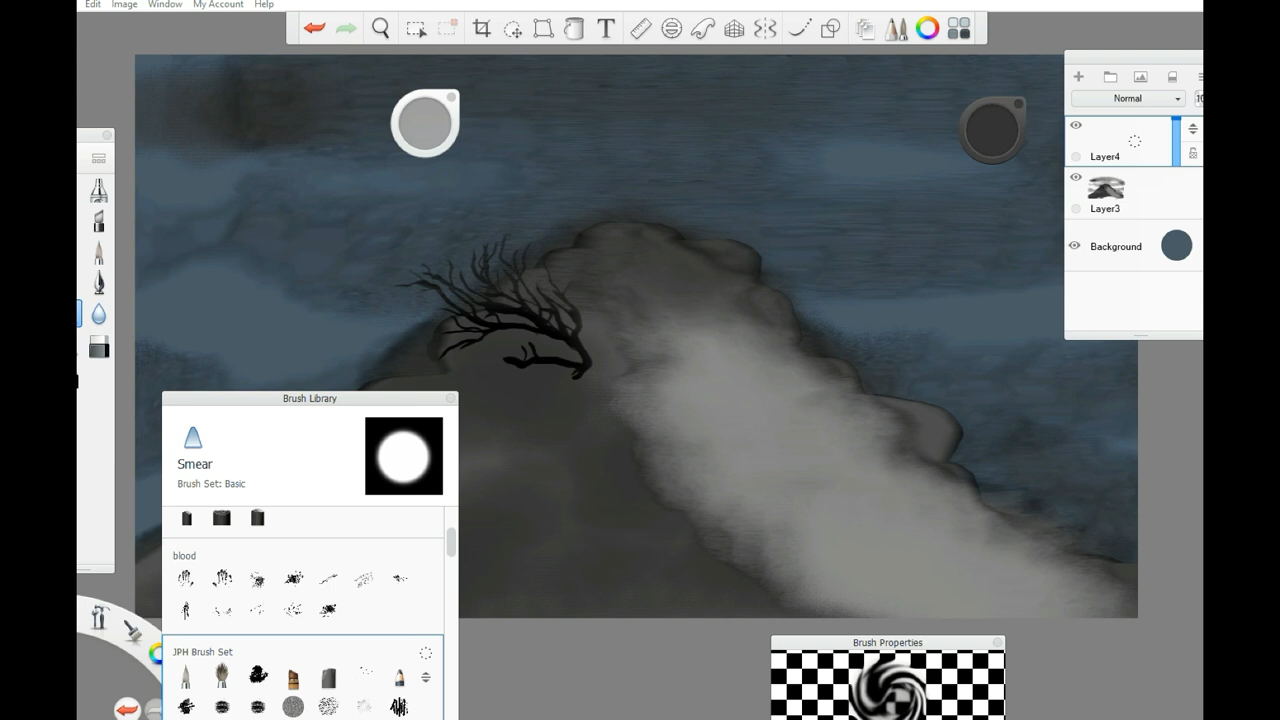 Edit Image Window My Account Help
T
Normal
10
Layer4
Layer3
Background
Brush Library
Smear
Brush Set: Basic
blood
JPH Brush Set
Brush Properties